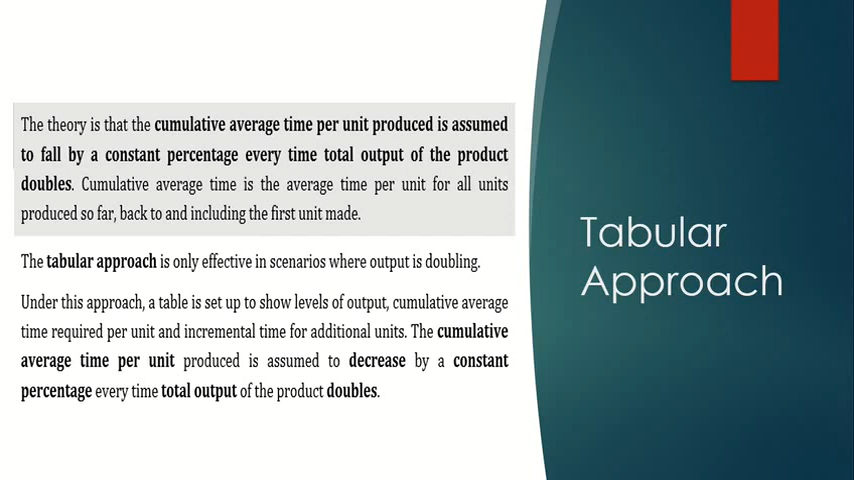 The theory is that the cumulative average time per unit produced is assumed
to fall by a constant percentage every time total output of the product
doubles. Cumulative average time is the average time per unit for all units
produced so far, back to and including the first unit made.
The tabular approach is only effective in scenarios where output is doubling.
Under this approach, a table is set up to show levels of output, cumulative average
time required per unit and incremental time for additional units. The cumulative
average time per unit produced is assumed to decrease by a constant
percentage every time total output of the product doubles.
Tabular
Approach